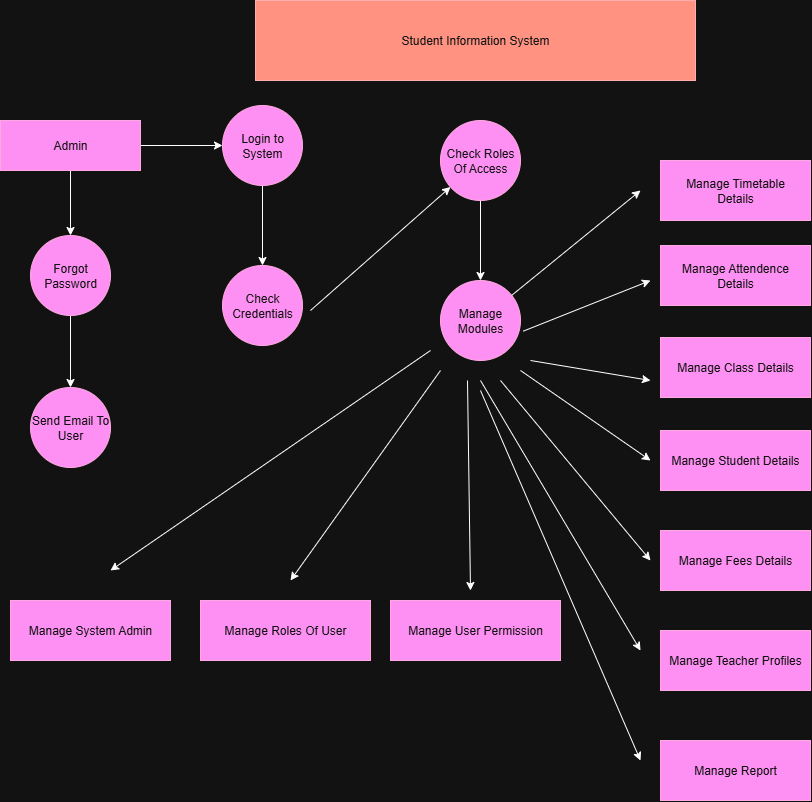 Student Information System
Admin
Login to
System
Check Roles
Of Access
Manage Timetable
Details
Forgot
Password
Check
Credentials
Manage
Modules
Manage Attendence
Details
Manage Class Details
Send Email To
User
Manage Student Details
Manage Fees Details
Manage System Admin
Manage Roles Of User
Manage User Permission
Manage Teacher Profiles
Manage Report